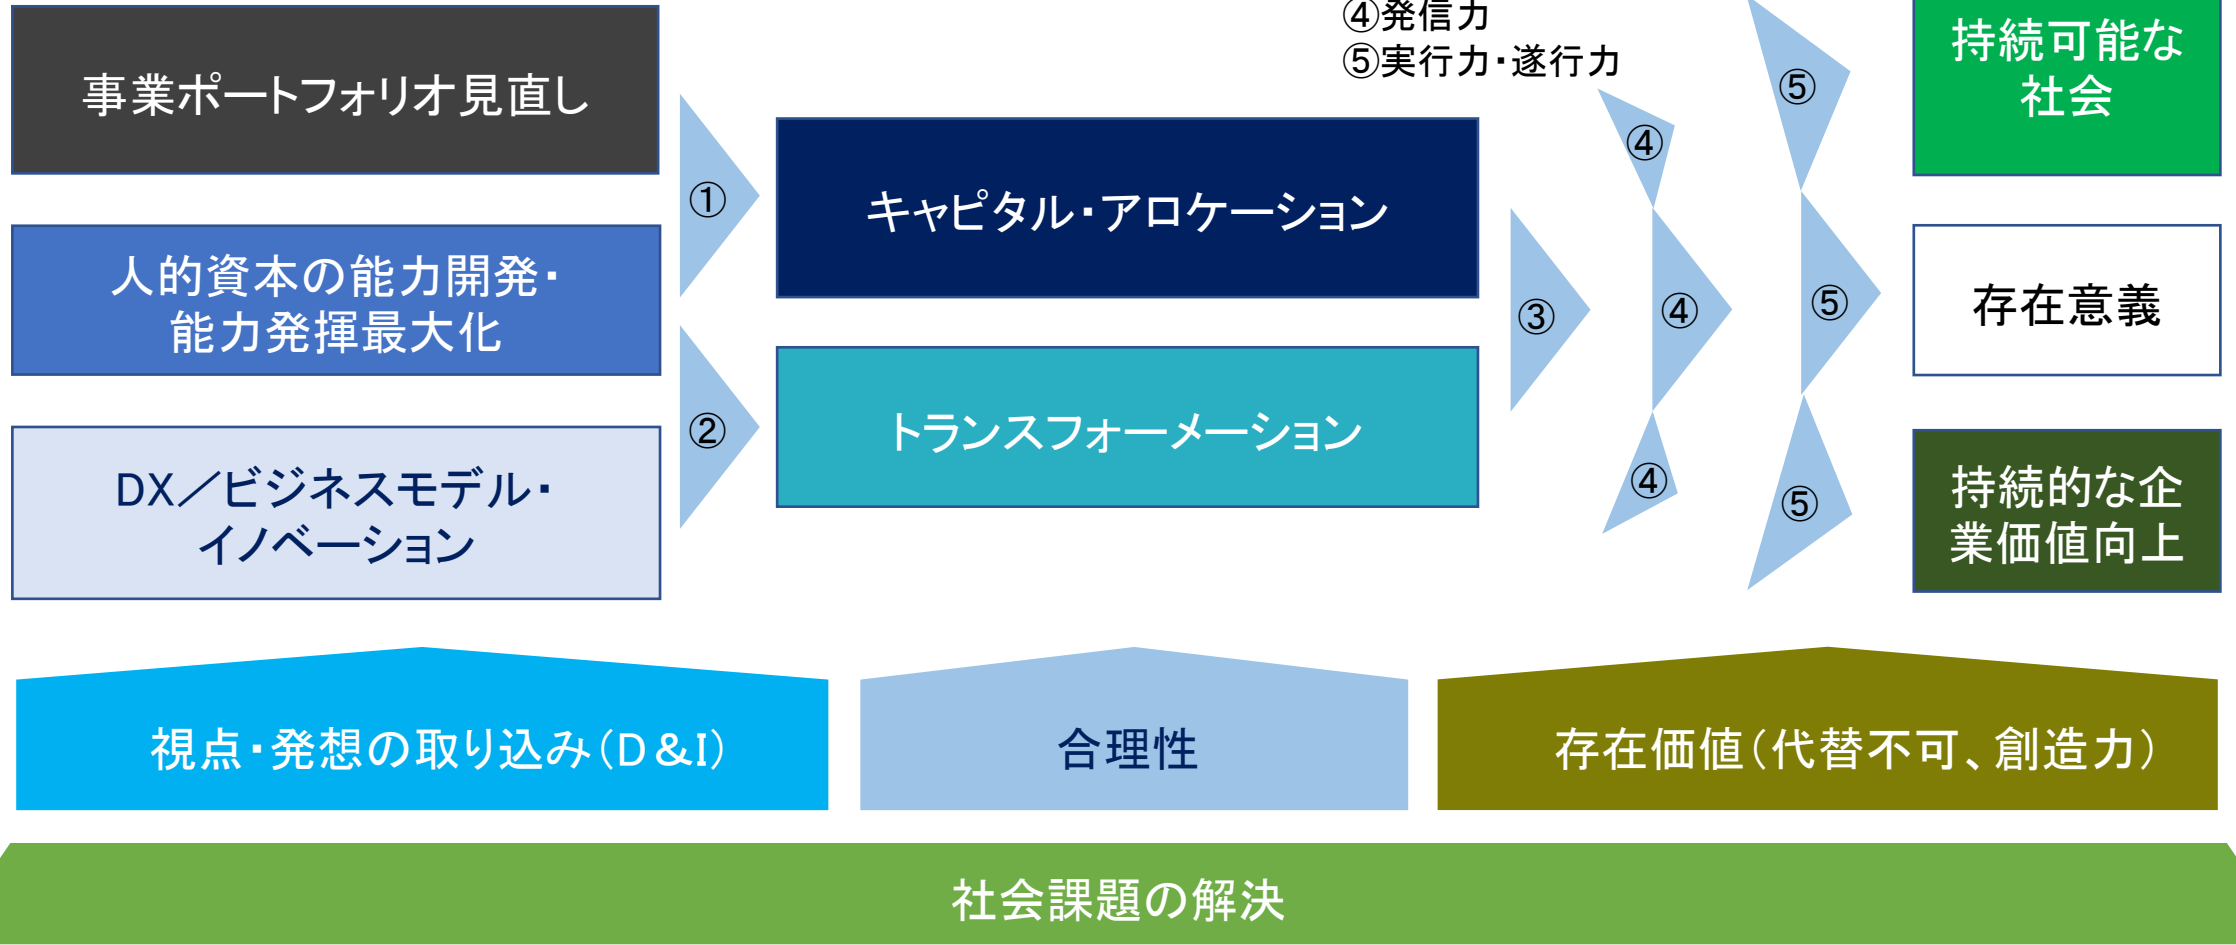 ④発信力
⑤実行力・遂行力
事業ポートフォリオ見直し
人的資本の能力開発・
能力発揮最大化
DX／ビジネスモデル・
イノベーション
①
②
キャピタル・アロケーション
トランスフォーメーション
③
④
④
④
⑤
⑤
⑤
持続可能な
社会
存在意義
持続的な企
業価値向上
視点・発想の取り込み（D＆I）
合理性
存在価値（代替不可、創造力）
社会課題の解決